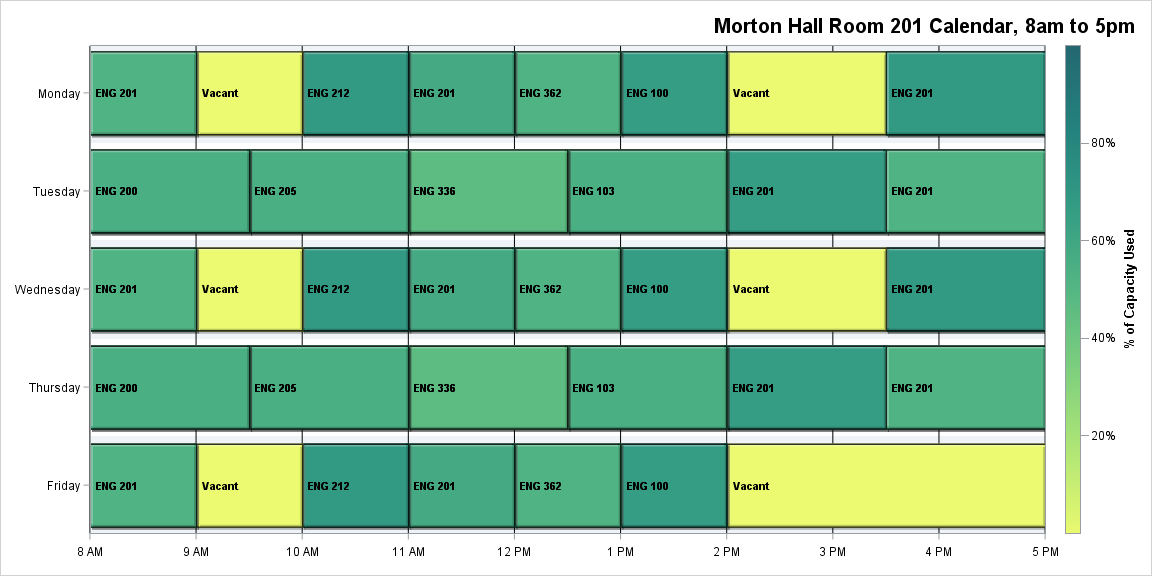 Morton Hall Room 201 Calendar, 8am to 5pm
Monday
ENG 201
Vacant
ENG 212
ENG 201
ENG 362
ENG 100
Vacant
ENG 201
Tuesday
ENG 200
ENG 205
ENG 336
ENG 103
ENG 201
ENG 201
Wednesday
ENG 201
Vacant
ENG 212
ENG 201
ENG 362
ENG 100
Vacant
ENG 201
Thursday
ENG 200
ENG 205
ENG 336
ENG 103
ENG 201
ENG 201
Friday
ENG 201
Vacant
ENG 212
ENG 201
ENG 362
ENG 100
Vacant
8 AM
9 AM
10 AM
11 AM
12 PM
1 PM
2 PM
3 PM
4 PM
5 PM
80%
60%
40%
20%
% of Capacity Used